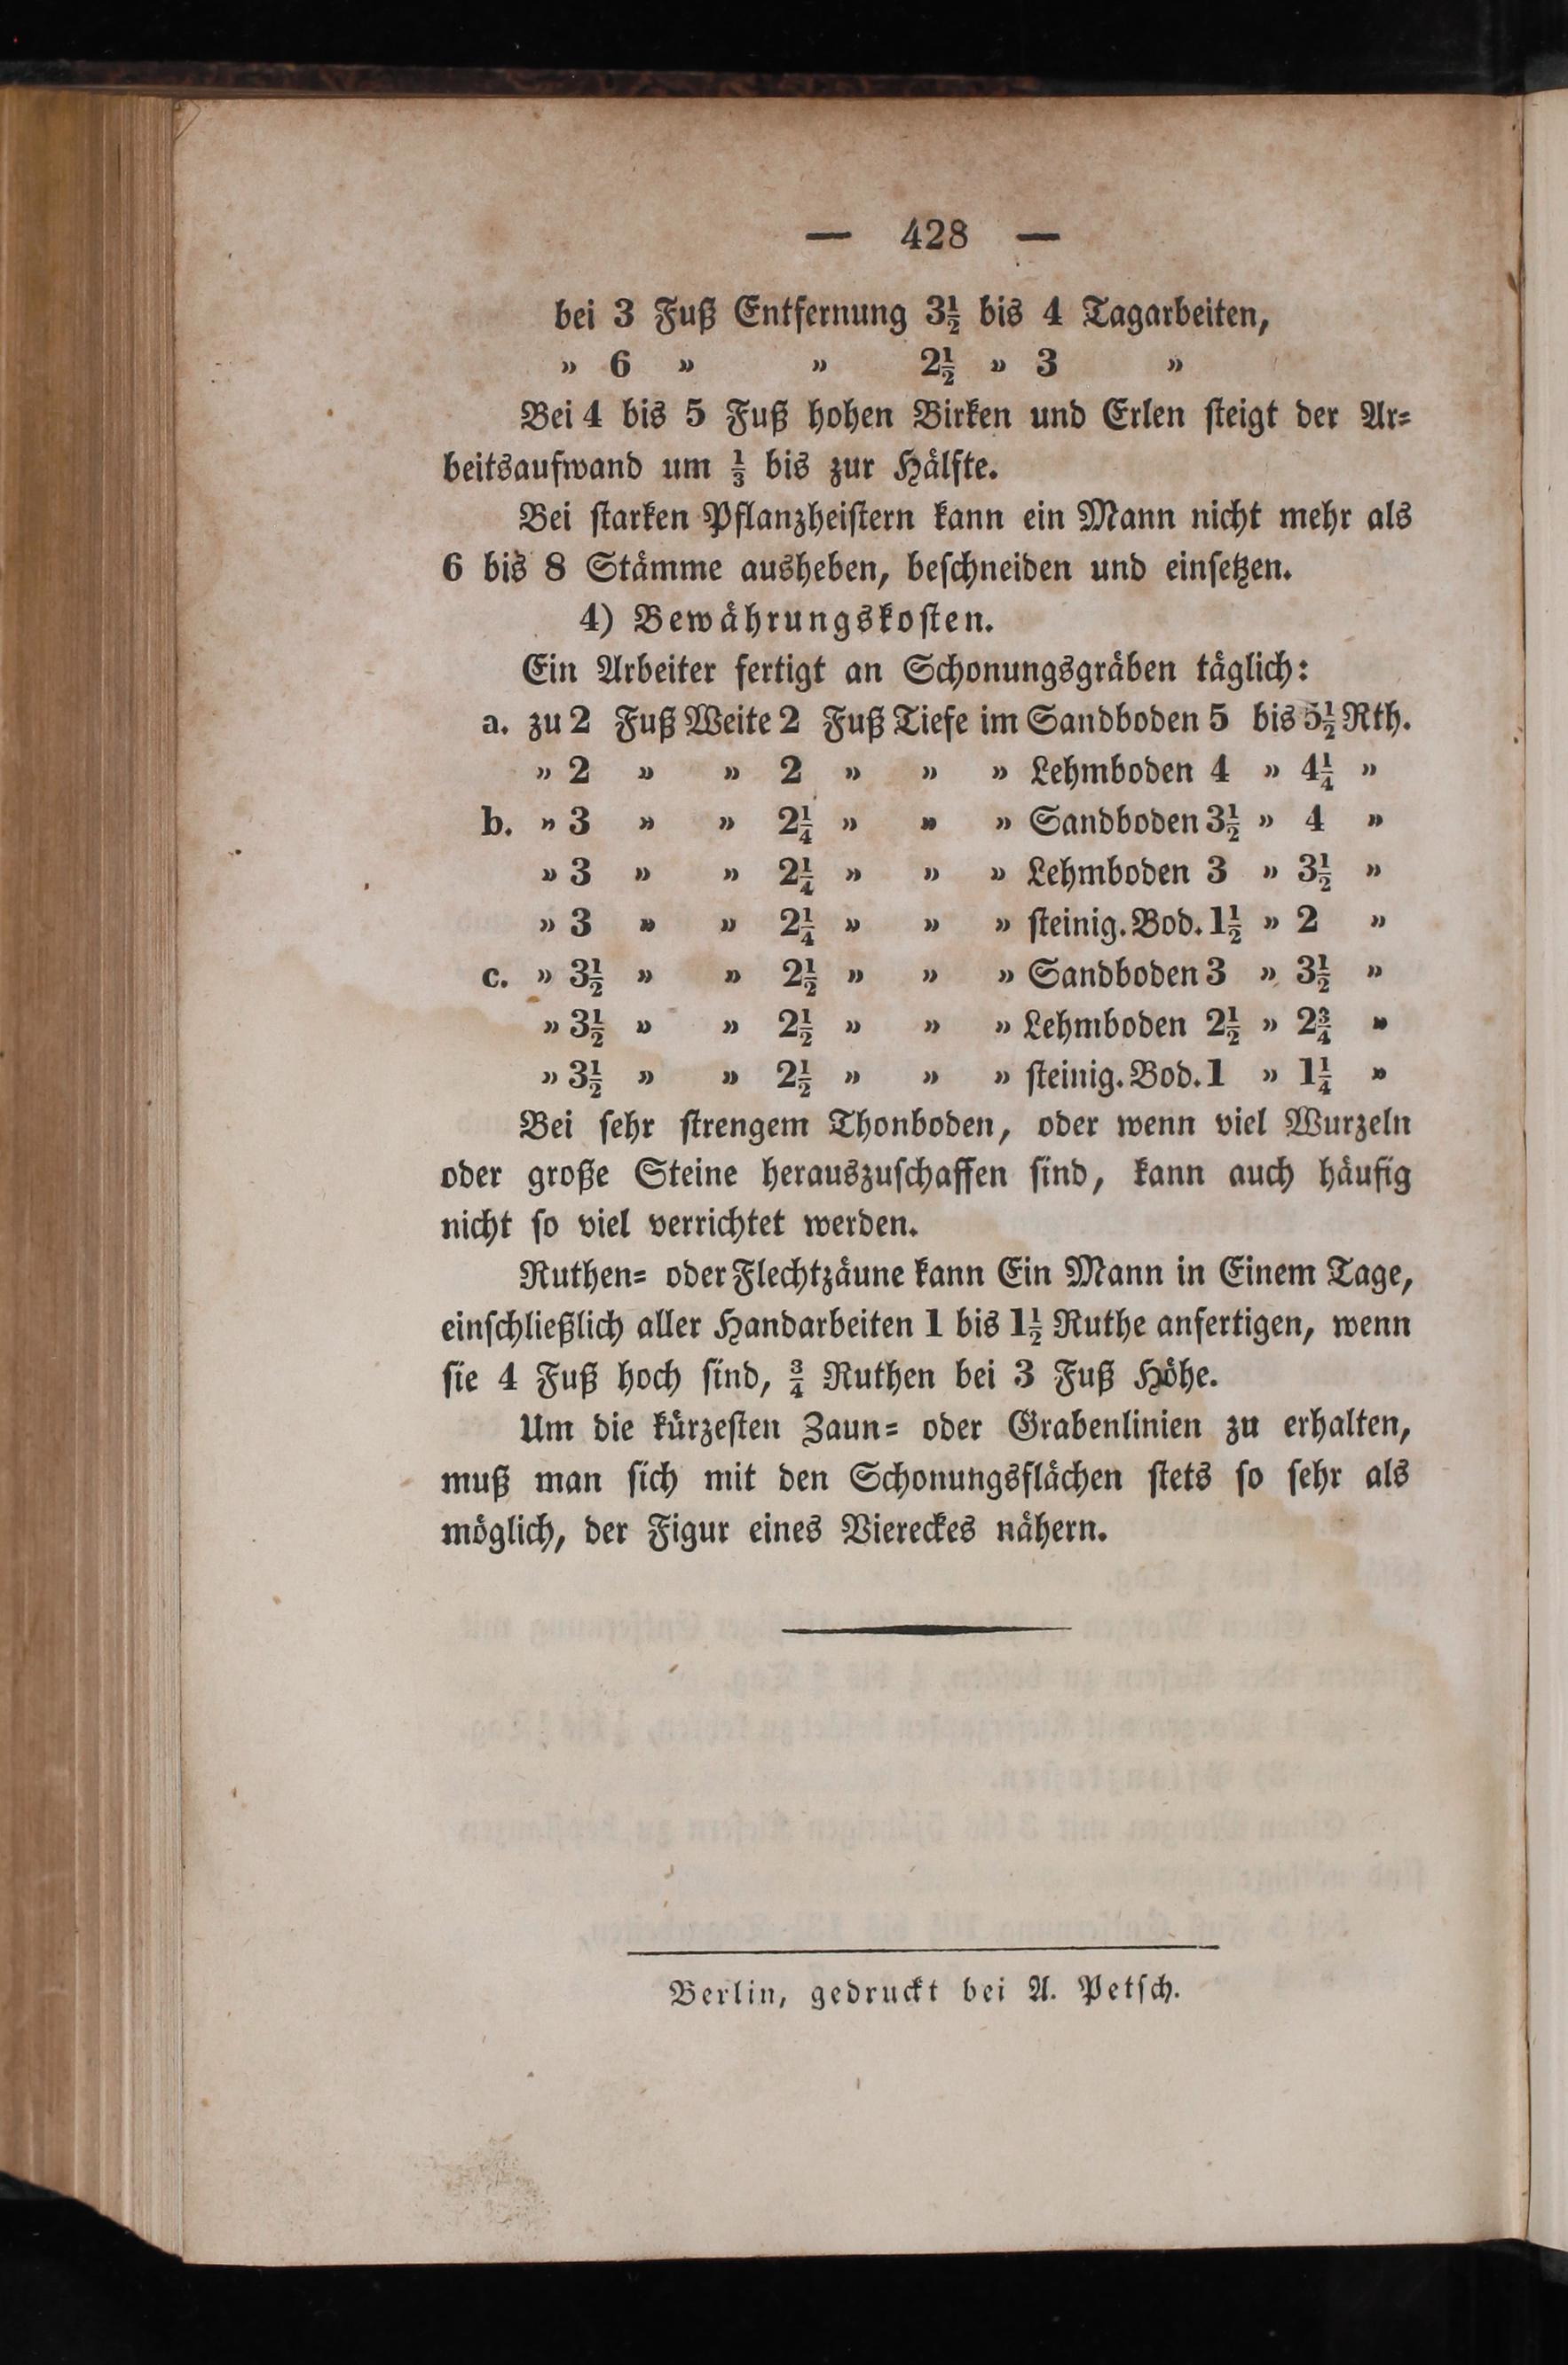 — 428 —
bei 3 Fuß Entfernung 3½ bis 4 Tagarbeiten,
» 6 » » 2½ » 3 »
Bei 4 bis 5 Fuß hohen Birken und Erlen ſteigt der Ar⸗
beitsaufwand um ⅓ bis zur Hälfte.
Bei ſtarken Pflanzheiſtern kann ein Mann nicht mehr als
6 bis 8 Stämme ausheben, beſchneiden und einſetzen.
4) Bewährungskoſten.
Ein Arbeiter fertigt an Schonungsgräben täglich:
a. zu 2 Fuß Weite 2 Fuß Tiefe im Sandboden 5 bis 5½ Rth.
» 2 » » 2 » » » Lehmboden 4 » 4¼ »
b. » 3 » » 2¼ » » » Sandboden 3½ » 4 »
» 3 » » 2¼ » » » Lehmboden 3 » 3½ »
» 3 » » 2¼ » » » ſteinig. Bod. 1½ » 2 »
c. » 3½ » » 2½ » » » Sandboden 3 » 3½ »
» 3½ » » 2½ » » » Lehmboden 2½ » 2¾ »
» 3½ » » 2½ » » » ſteinig. Bod. 1 » 1¼ »
Bei ſehr ſtrengem Thonboden, oder wenn viel Wurzeln
oder große Steine herauszuſchaffen ſind, kann auch häufig
nicht ſo viel verrichtet werden.
Ruthen⸗ oder Flechtzäune kann Ein Mann in Einem Tage,
einſchließlich aller Handarbeiten 1 bis 1½ Ruthe anfertigen, wenn
ſie 4 Fuß hoch ſind, ¾ Ruthen bei 3 Fuß Höhe.
Um die kürzeſten Zaun⸗ oder Grabenlinien zu erhalten,
muß man ſich mit den Schonungsflächen ſtets ſo ſehr als
möglich, der Figur eines Viereckes nähern.
Berlin, gedruckt bei A. Petſch.